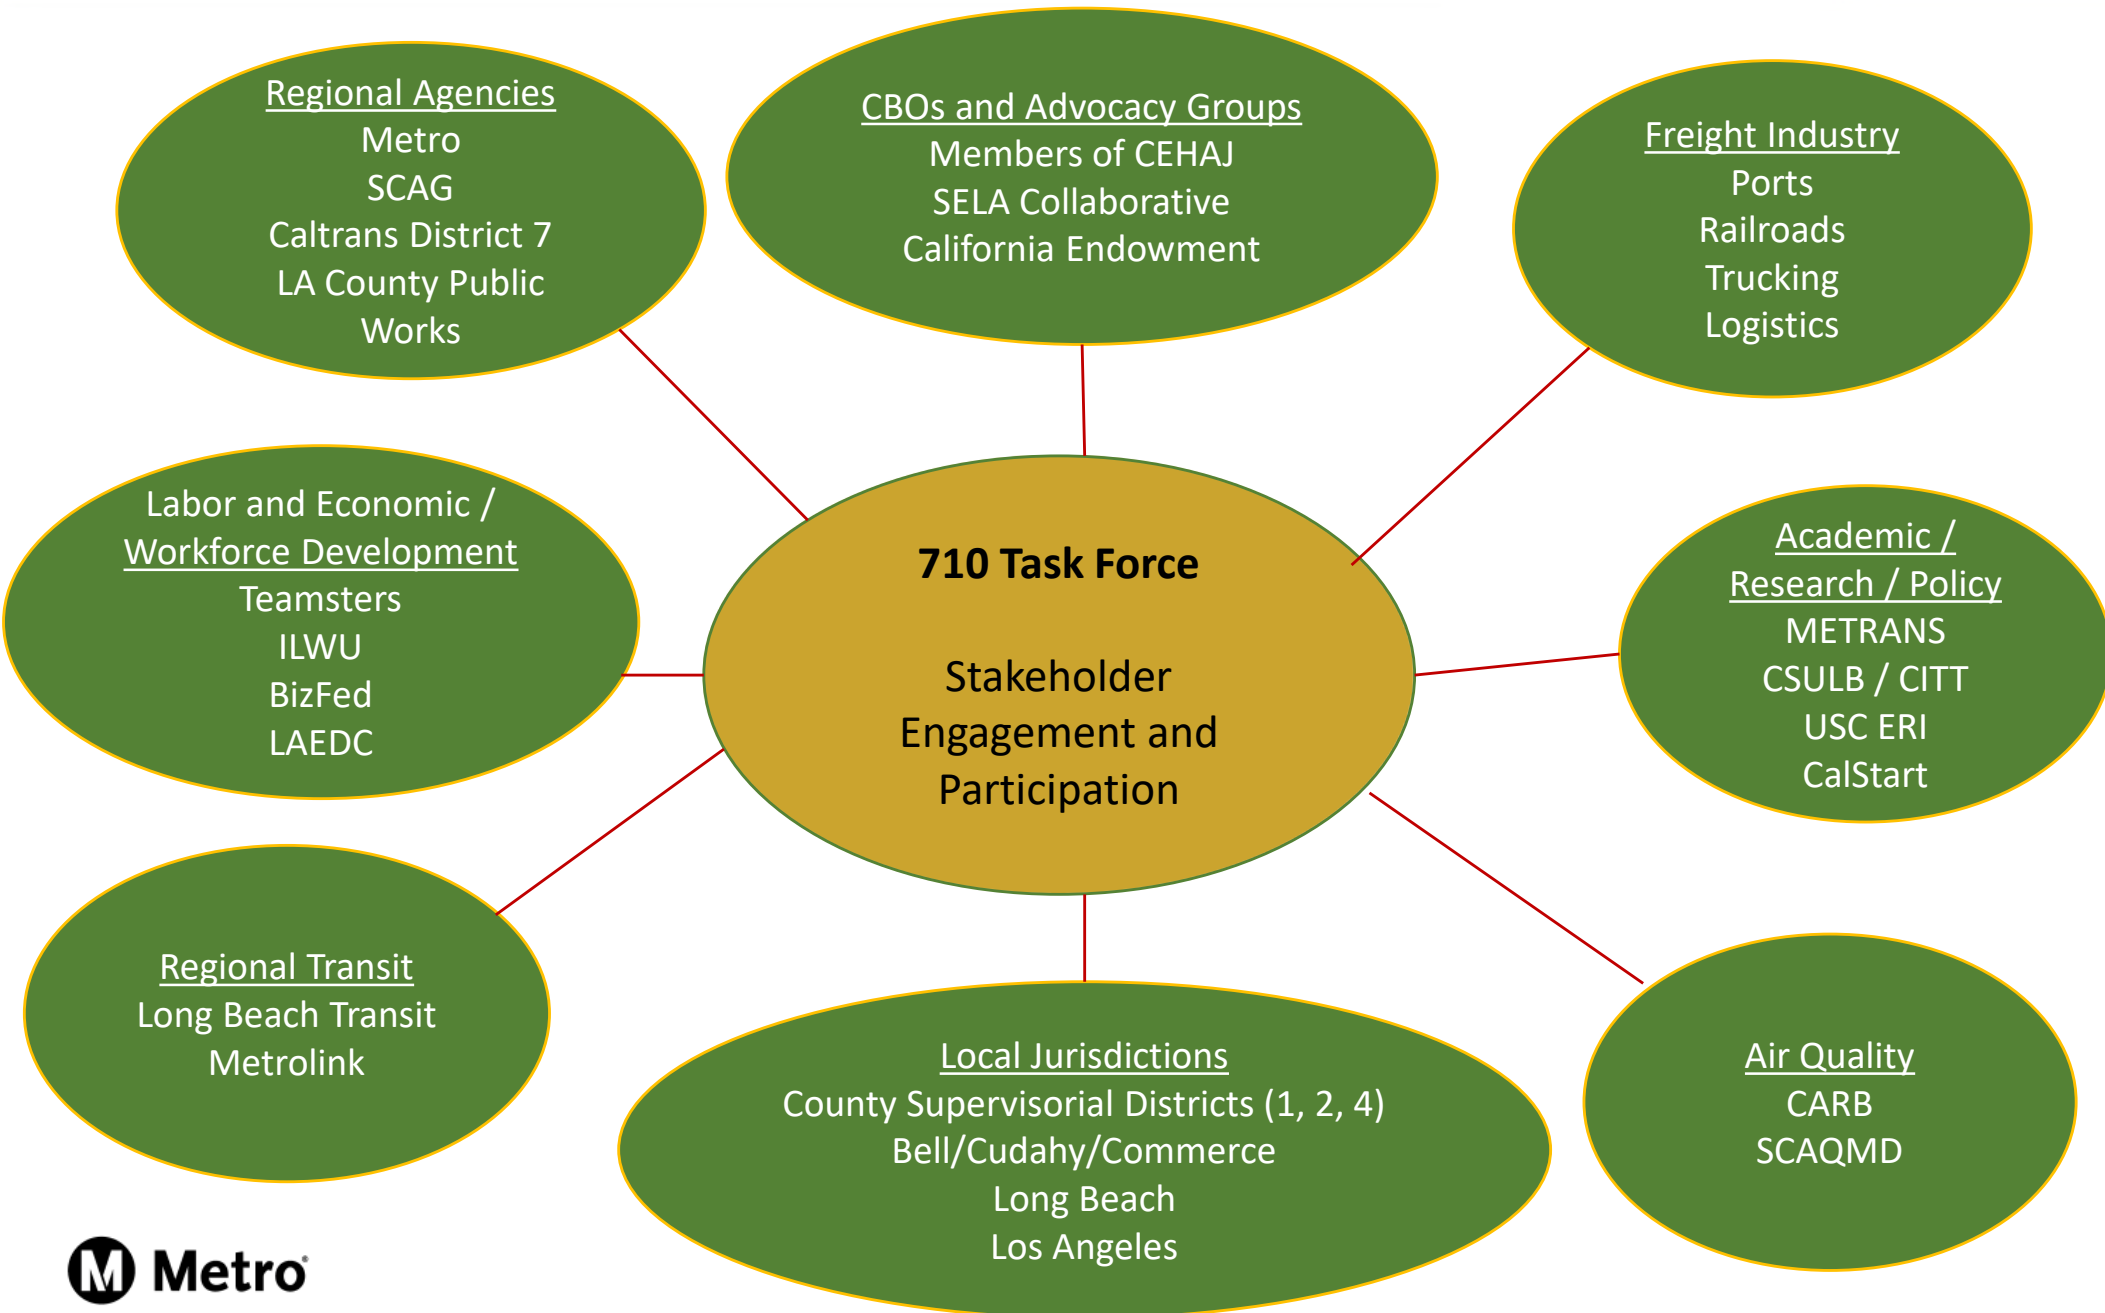 Regional Agencies
Metro
SCAG
Caltrans District 7
LA County Public
Works
CBOs and Advocacy Groups
Members of CEHAJ
SELA Collaborative
California Endowment
Freight Industry
Ports
Railroads
Trucking
Logistics
Labor and Economic /
Workforce Development
Teamsters
ILWU
BizFed
LAEDC
710 Task Force
Stakeholder
Engagement and
Participation
Academic /
Research / Policy
METRANS
CSULB / CITT
USC ERI
CalStart
Regional Transit
Long Beach Transit
Metrolink
Local Jurisdictions
County Supervisorial Districts (1, 2, 4)
Bell/Cudahy/Commerce
Long Beach
Los Angeles
Air Quality
CARB
SCAQMD
M Metro